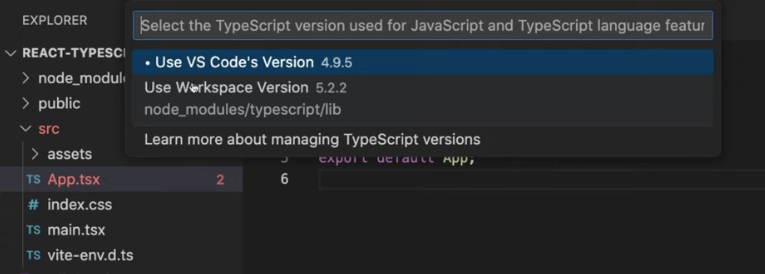 EXPLORER
Select the TypeScript version used for JavaScript and TypeScript language featur
REACT-TYPESC
• Use VS Code's Version 4.9.5
node_modul
Use Workspace Version 5.2.2
public
node_modules/typescript/lib
src
Learn more about managing TypeScript versions
assets
5 export default App;
TS App.tsx 2
6
# index.css
TS main.tsx
TS vite-env.d.ts